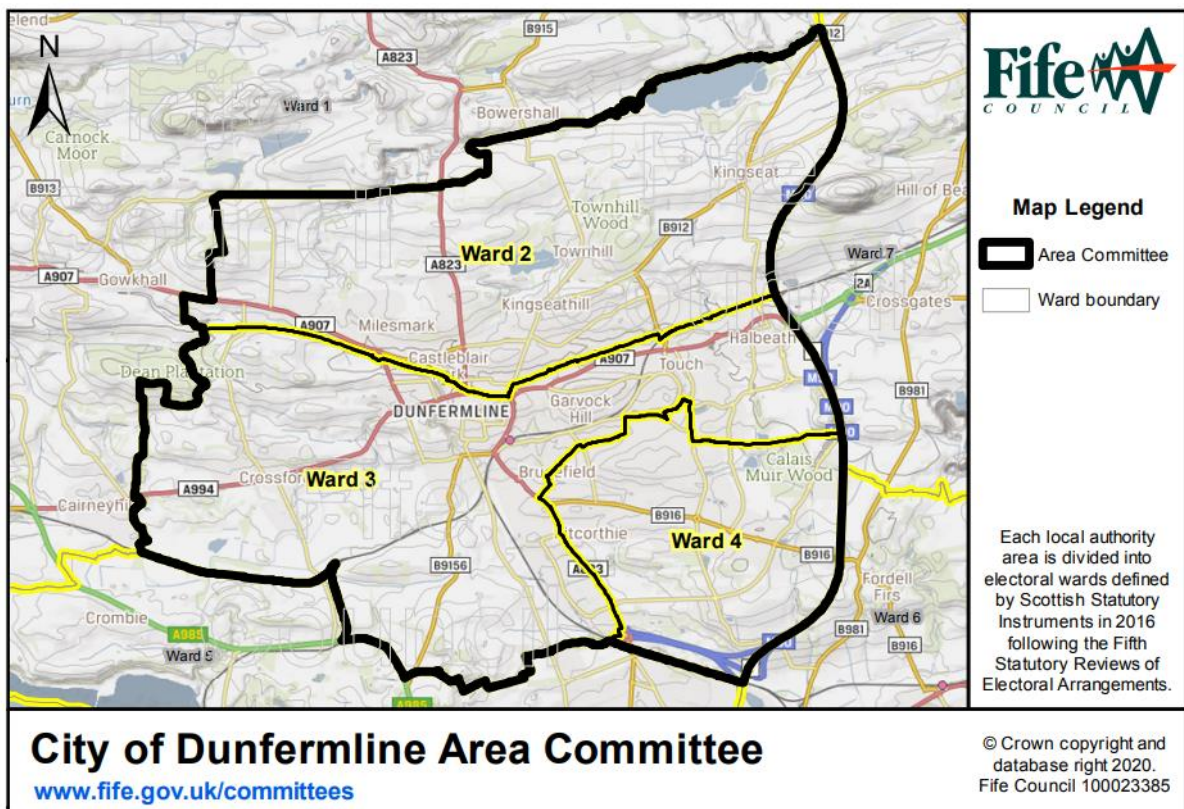 N
B915
B912
A823
Ward 1
Bowershall
Carnock
Moor
B913
Kingseat
Hill of Bea
Townhill
Wood
Ward 2
Townhill
B912
A823
A907
Gowkhall
Ward 7
2A
Crossgates
Kingseathill
A907
Milesmark
Halbeath
Castleblair
A907
Touch
Dean Plantation
B981
DUNFERMLINE
Garvock
Hill
Calais
Muir Wood
Crossford
Ward 3
A994
Cairneyhill
B916
Ward 4
B9156
A823
B916
Fordell
Firs
Crombie
A985
Ward 5
B981
Ward 6
B916
A985
Fife
COUNCIL
Map Legend
Area Committee
Ward boundary
Each local authority
area is divided into
electoral wards defined
by Scottish Statutory
Instruments in 2016
following the Fifth
Statutory Reviews of
Electoral Arrangements.
City of Dunfermline Area Committee
www.fife.gov.uk/committees
© Crown copyright and
database right 2020.
Fife Council 100023385